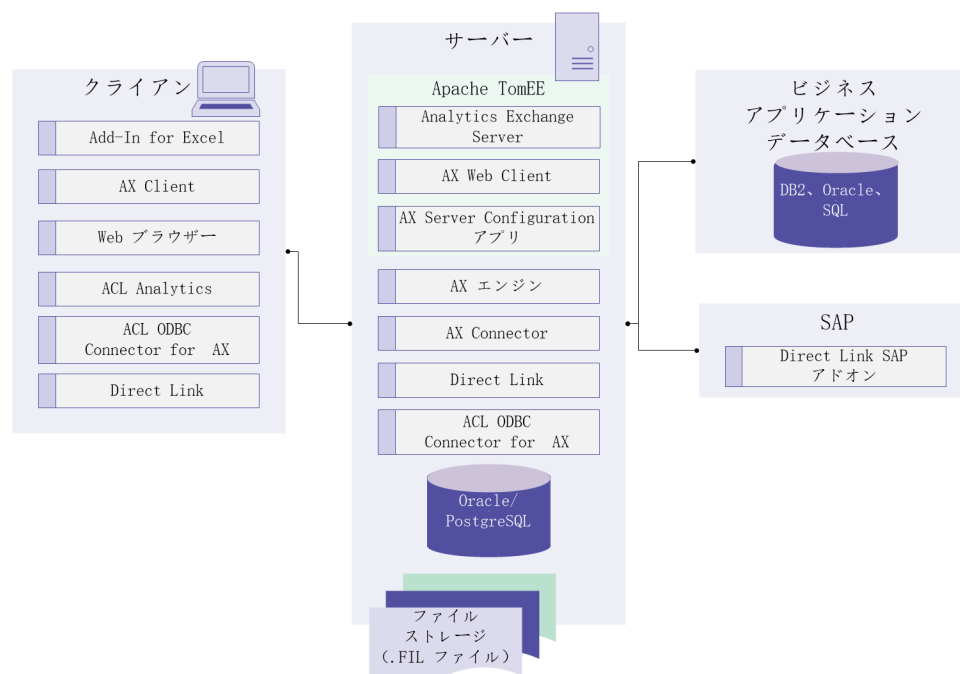 クライアン
Add-In for Excel
AX Client
Web ブラウザー
ACL Analytics
ACL ODBC
Connector for AX
Direct Link
サーバー
Apache TomEE
Analytics Exchange
Server
AX Web Client
AX Server Configuration
アプリ
AX エンジン
AX Connector
Direct Link
ACL ODBC
Connector for AX
Oracle/
PostgreSQL
ファイル
ストレージ
(.FIL ファイル)
ビジネス
アプリケーション
データベース
DB2、Oracle、
SQL
SAP
Direct Link SAP
アドオン